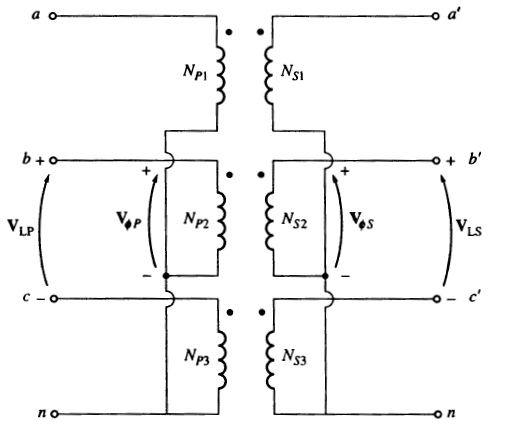 a a′
N_P1 N_S1
b + + + + b′
V_LP V_ϕP N_P2 N_S2 V_ϕS V_LS
− −
c − − c′
N_P3 N_S3
n n